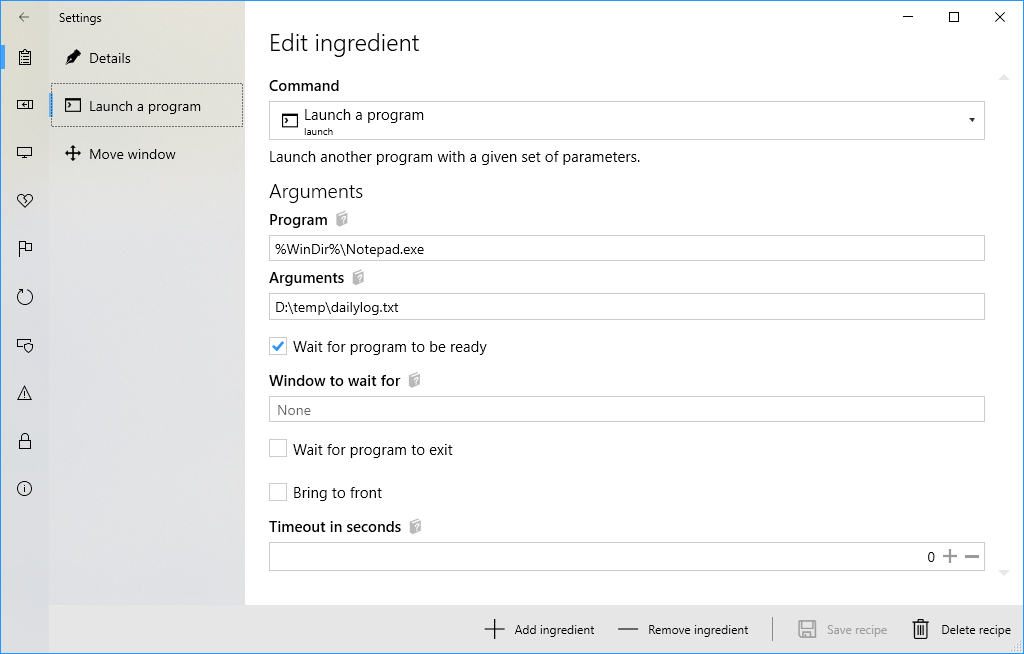 Settings
Details
Launch a program
Move window
Edit ingredient
Command
Launch a program
launch
Launch another program with a given set of parameters.
Arguments
Program
%WinDir%\Notepad.exe
Arguments
D:\temp\dailylog.txt
Wait for program to be ready
Window to wait for
None
Wait for program to exit
Bring to front
Timeout in seconds
0
Add ingredient
Remove ingredient
Save recipe
Delete recipe